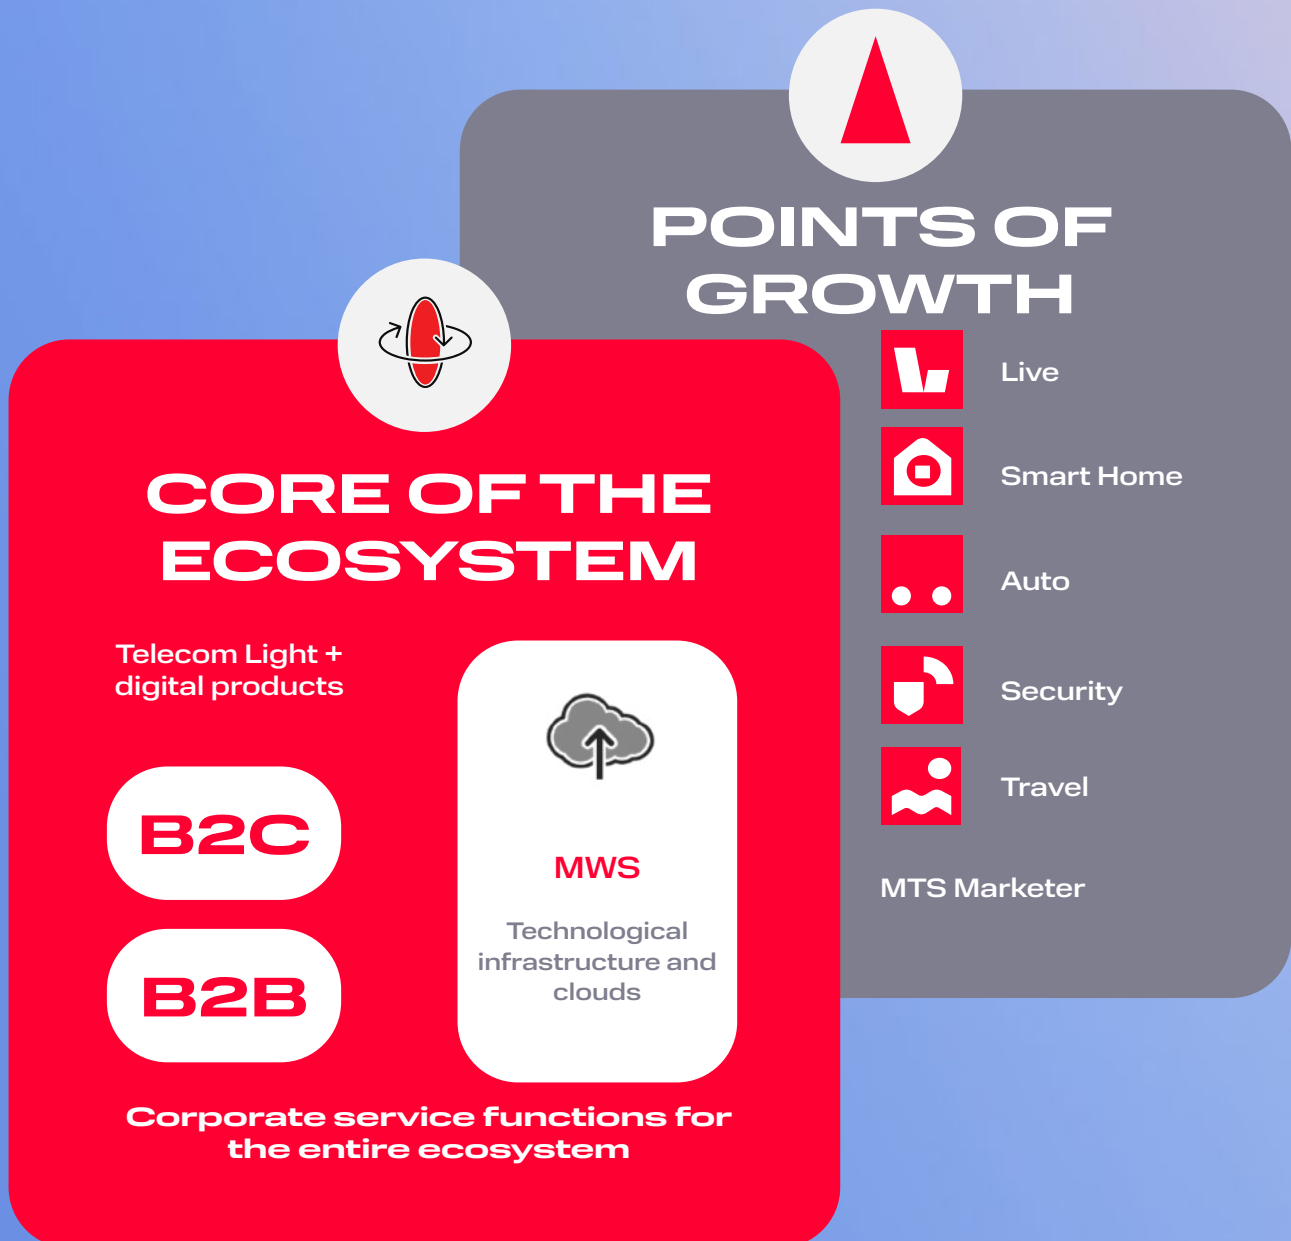 POINTS OF
GROWTH
Live
Smart Home
Auto
Security
Travel
MTS Marketer
CORE OF THE
ECOSYSTEM
Telecom Light +
digital products
B2C
B2B
MWS
Technological
infrastructure and
clouds
Corporate service functions for
the entire ecosystem